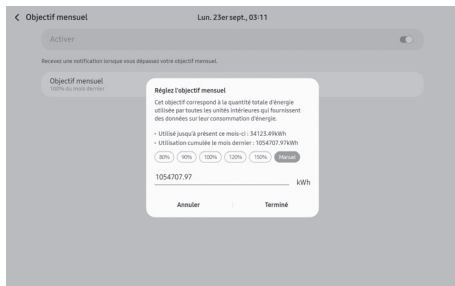 Objectif mensuel
Lun. 23er sept., 03:11
Activer
Recevez une notification lorsque vous dépassez votre objectif mensuel.
Objectif mensuel
100% du mois dernier
Réglez l'objectif mensuel
Cet objectif correspond à la quantité totale d'énergie
utilisée par toutes les unités intérieures qui fournissent
des données sur leur consommation d'énergie.
• Utilisé jusqu'à présent ce mois-ci : 34123.49kWh
• Utilisation cumulée le mois dernier : 1054707.97kWh
80% 90% 100% 120% 150% Manuel
1054707.97 kWh
Annuler Terminé